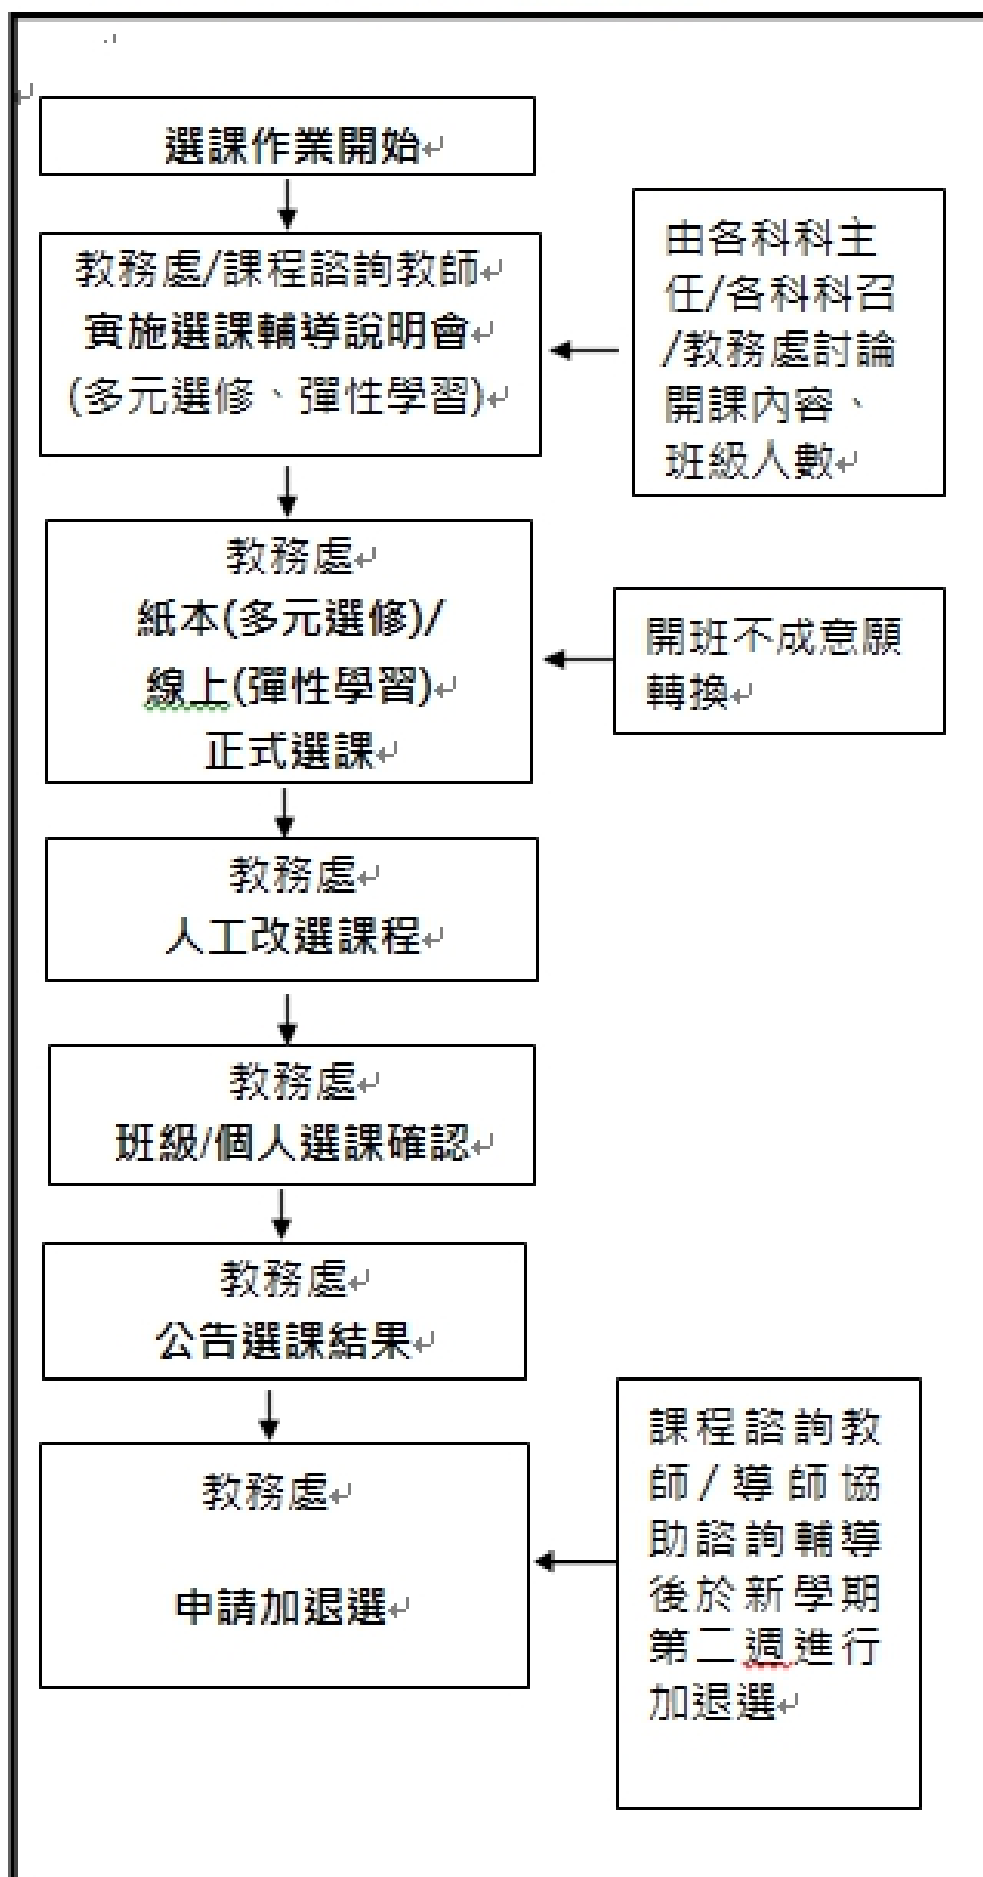 選課作業開始
教務處/課程諮詢教師
實施選課輔導說明會
(多元選修、彈性學習)
由各科科主
任/各科科召
/教務處討論
開課內容、
班級人數
教務處
紙本(多元選修)/
線上(彈性學習)
正式選課
開班不成意願
轉換
教務處
人工改選課程
教務處
班級/個人選課確認
教務處
公告選課結果
教務處
申請加退選
課程諮詢教
師/導師協
助諮詢輔導
後於新學期
第二週進行
加退選